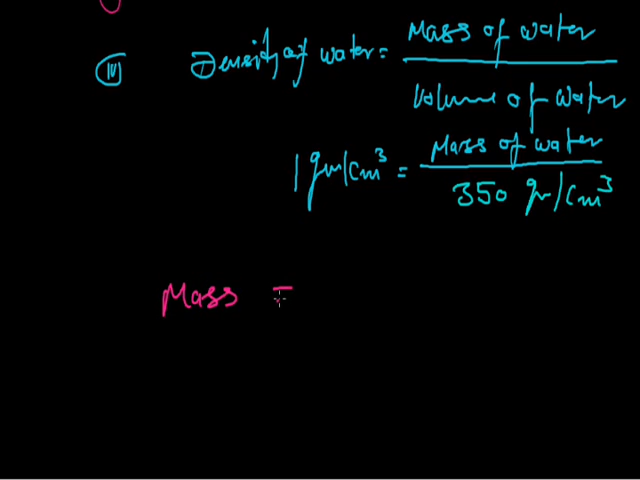 (iv) Density of water = Mass of water / Volume of water
1 gm/cm³ = Mass of water / 350 gm/cm³
Mass =